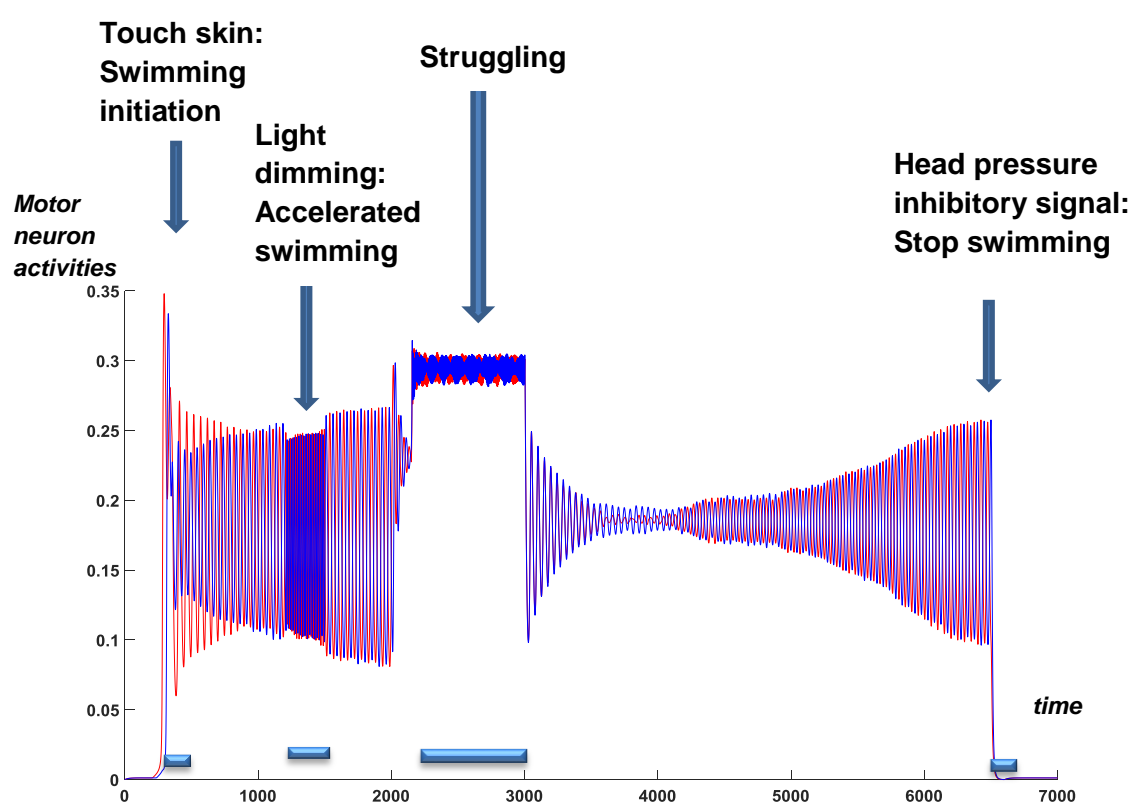 Touch skin:
Swimming
initiation
Struggling
Light
dimming:
Accelerated
swimming
Head pressure
inhibitory signal:
Stop swimming
Motor
neuron
activities
0.35
0.3
0.25
0.2
0.15
0.1
0.05
0
time
0 1000 2000 3000 4000 5000 6000 7000